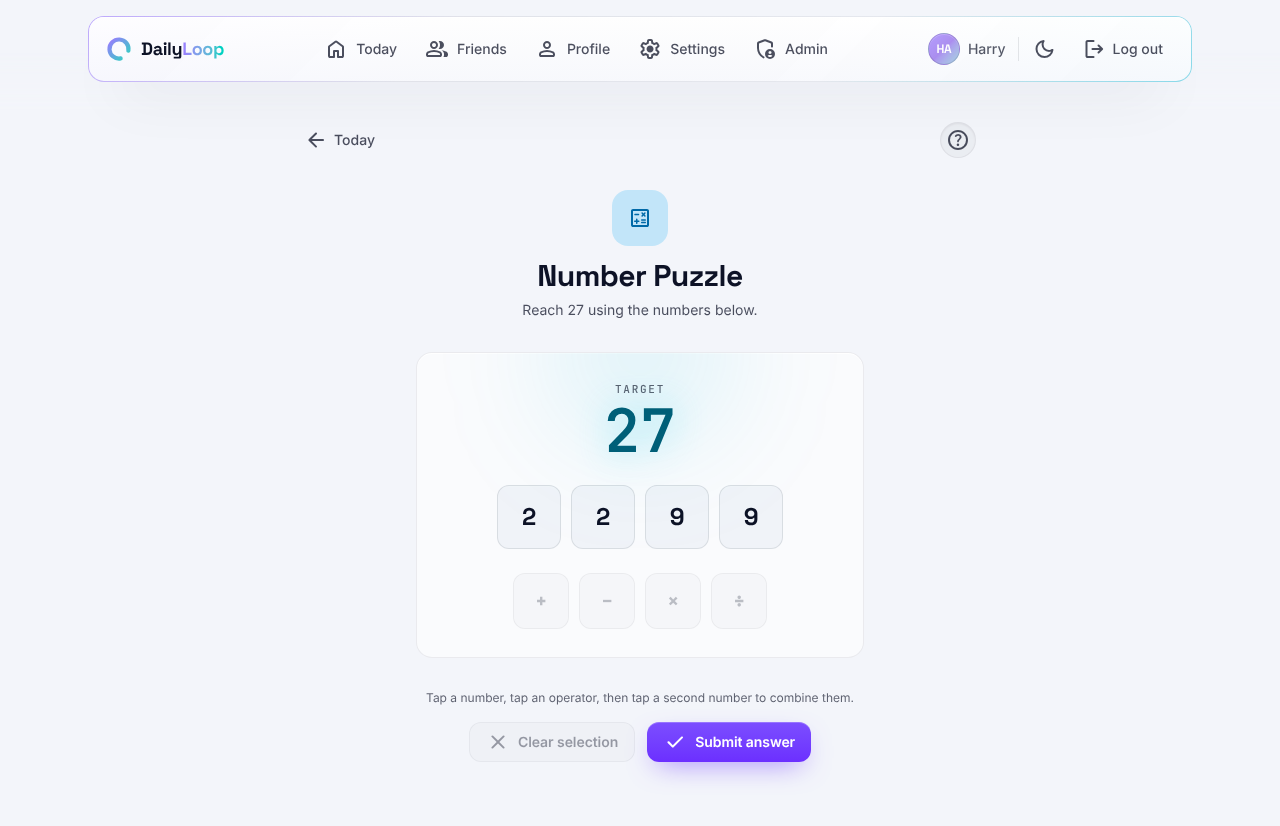 DailyLoop
Today
Friends
Profile
Settings
Admin
HA
Harry
Log out
Today
Number Puzzle
Reach 27 using the numbers below.
TARGET
27
2 2 9 9
+ − × ÷
Tap a number, tap an operator, then tap a second number to combine them.
Clear selection
Submit answer